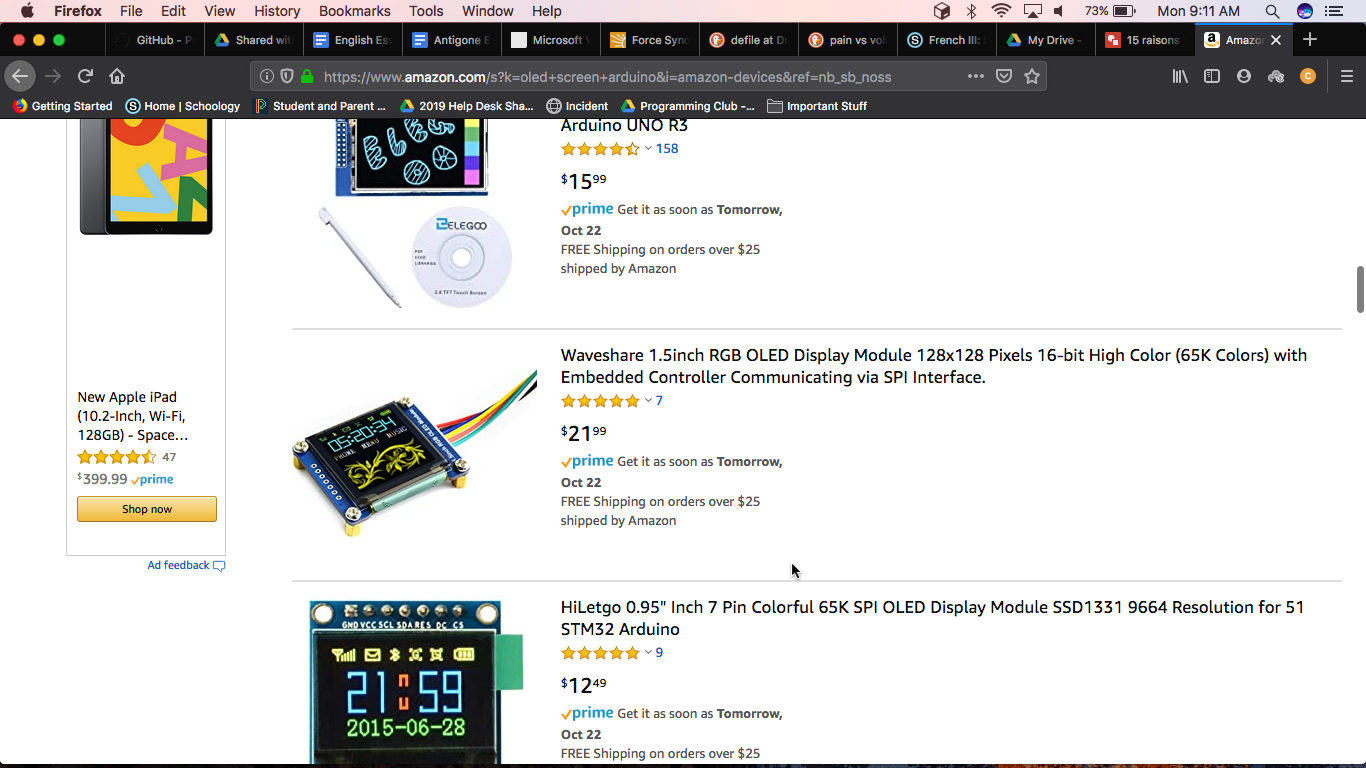 Firefox File Edit View History Bookmarks Tools Window Help 73% Mon 9:11 AM
GitHub - P Shared wit English Es Antigone E Microsoft Force Sync defile at D pain vs vol French III: My Drive - 15 raisons Amazo
https://www.amazon.com/s?k=oled+screen+arduino&i=amazon-devices&ref=nb_sb_noss
Getting Started Home | Schoology Student and Parent ... 2019 Help Desk Sha... Incident Programming Club -... Important Stuff
New Apple iPad
(10.2-Inch, Wi-Fi,
128GB) - Space...
47
$399.99 prime
Shop now
Ad feedback
ELEGOO
2.8 TFT Touch Screen
Arduino UNO R3
158
$15 99
prime Get it as soon as Tomorrow,
Oct 22
FREE Shipping on orders over $25
shipped by Amazon
05:20:34
PHONE MENU MUSIC
1.5inch RGB OLED Module
Waveshare 1.5inch RGB OLED Display Module 128x128 Pixels 16-bit High Color (65K Colors) with
Embedded Controller Communicating via SPI Interface.
7
$21 99
prime Get it as soon as Tomorrow,
Oct 22
FREE Shipping on orders over $25
shipped by Amazon
GND VCC SCL SDA RES DC CS
21:59
2015-06-28
HiLetgo 0.95" Inch 7 Pin Colorful 65K SPI OLED Display Module SSD1331 9664 Resolution for 51
STM32 Arduino
9
$12 49
prime Get it as soon as Tomorrow,
Oct 22
FREE Shipping on orders over $25